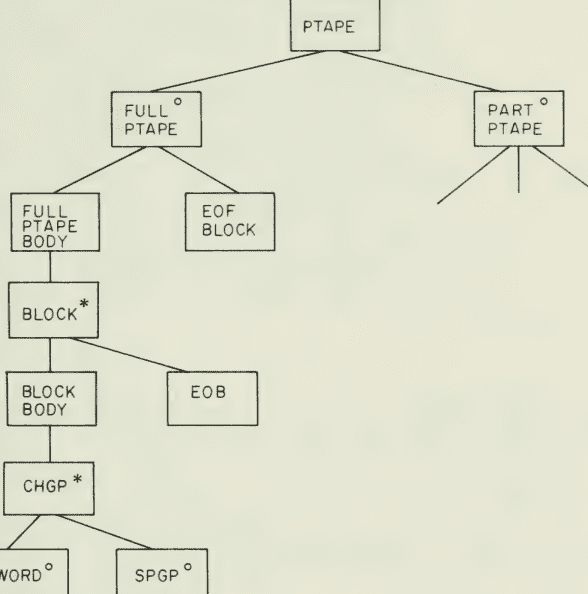 PTAPE
FULL°
PTAPE
PART°
PTAPE
FULL
PTAPE
BODY
EOF
BLOCK
BLOCK*
BLOCK
BODY
EOB
CHGP*
WORD°
SPGP°